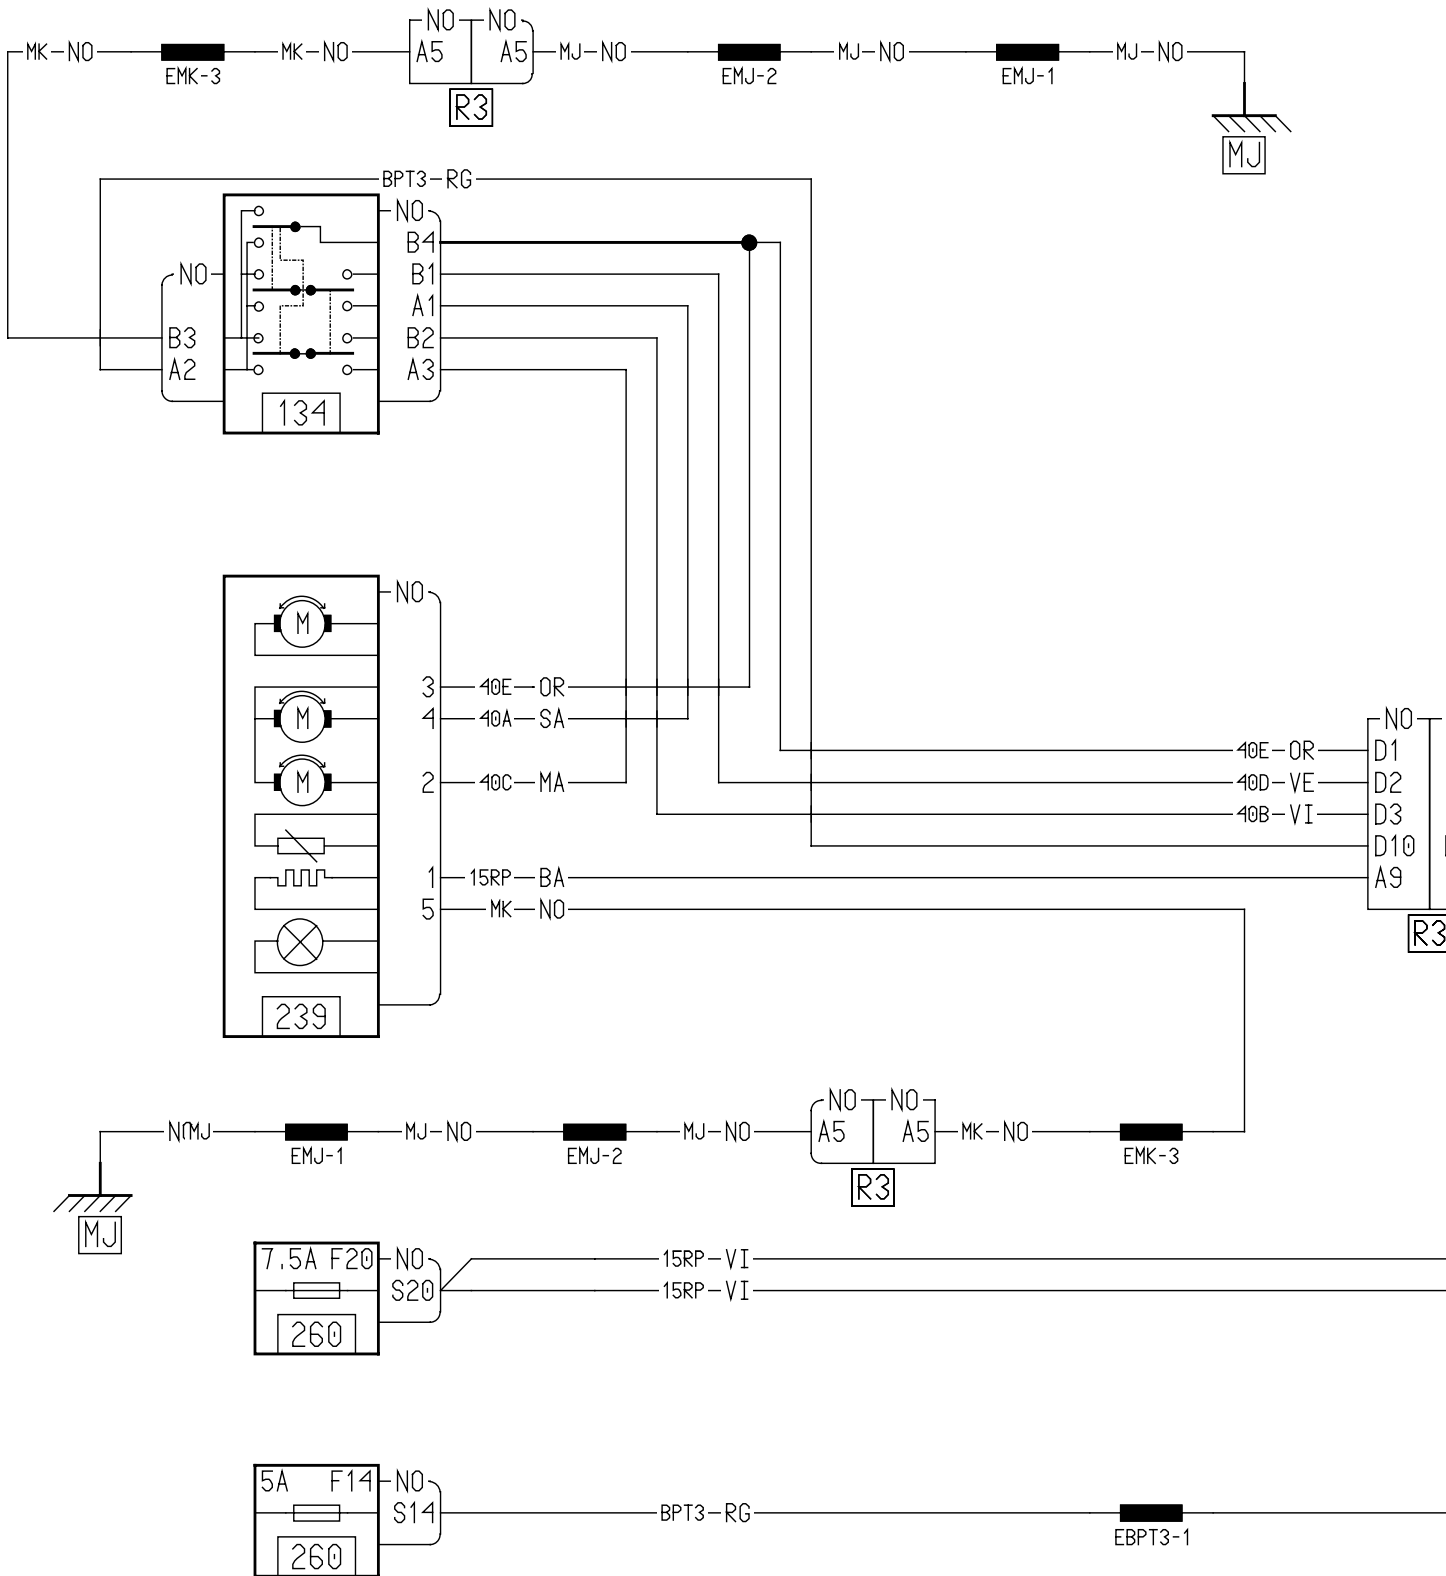 NO NO
MK-NO MK-NO A5 A5 MJ-NO MJ-NO MJ-NO
EMK-3 EMJ-2 EMJ-1
R3
MJ
BPT3-RG
NO
B4
NO B1
A1
B3 B2
A2 A3
134
NO
M
3 40E-OR
M 4 40A-SA
NO
40E-OR D1
M 2 40C-MA 40D-VE D2
40B-VI D3
D10
1 15RP-BA A9
5 MK-NO
R3
239
NO NO
NOMJ MJ-NO MJ-NO A5 A5 MK-NO
EMJ-1 EMJ-2 EMK-3
R3
MJ
7.5A F20 NO 15RP-VI
S20 15RP-VI
260
5A F14 NO
S14 BPT3-RG
EBPT3-1
260